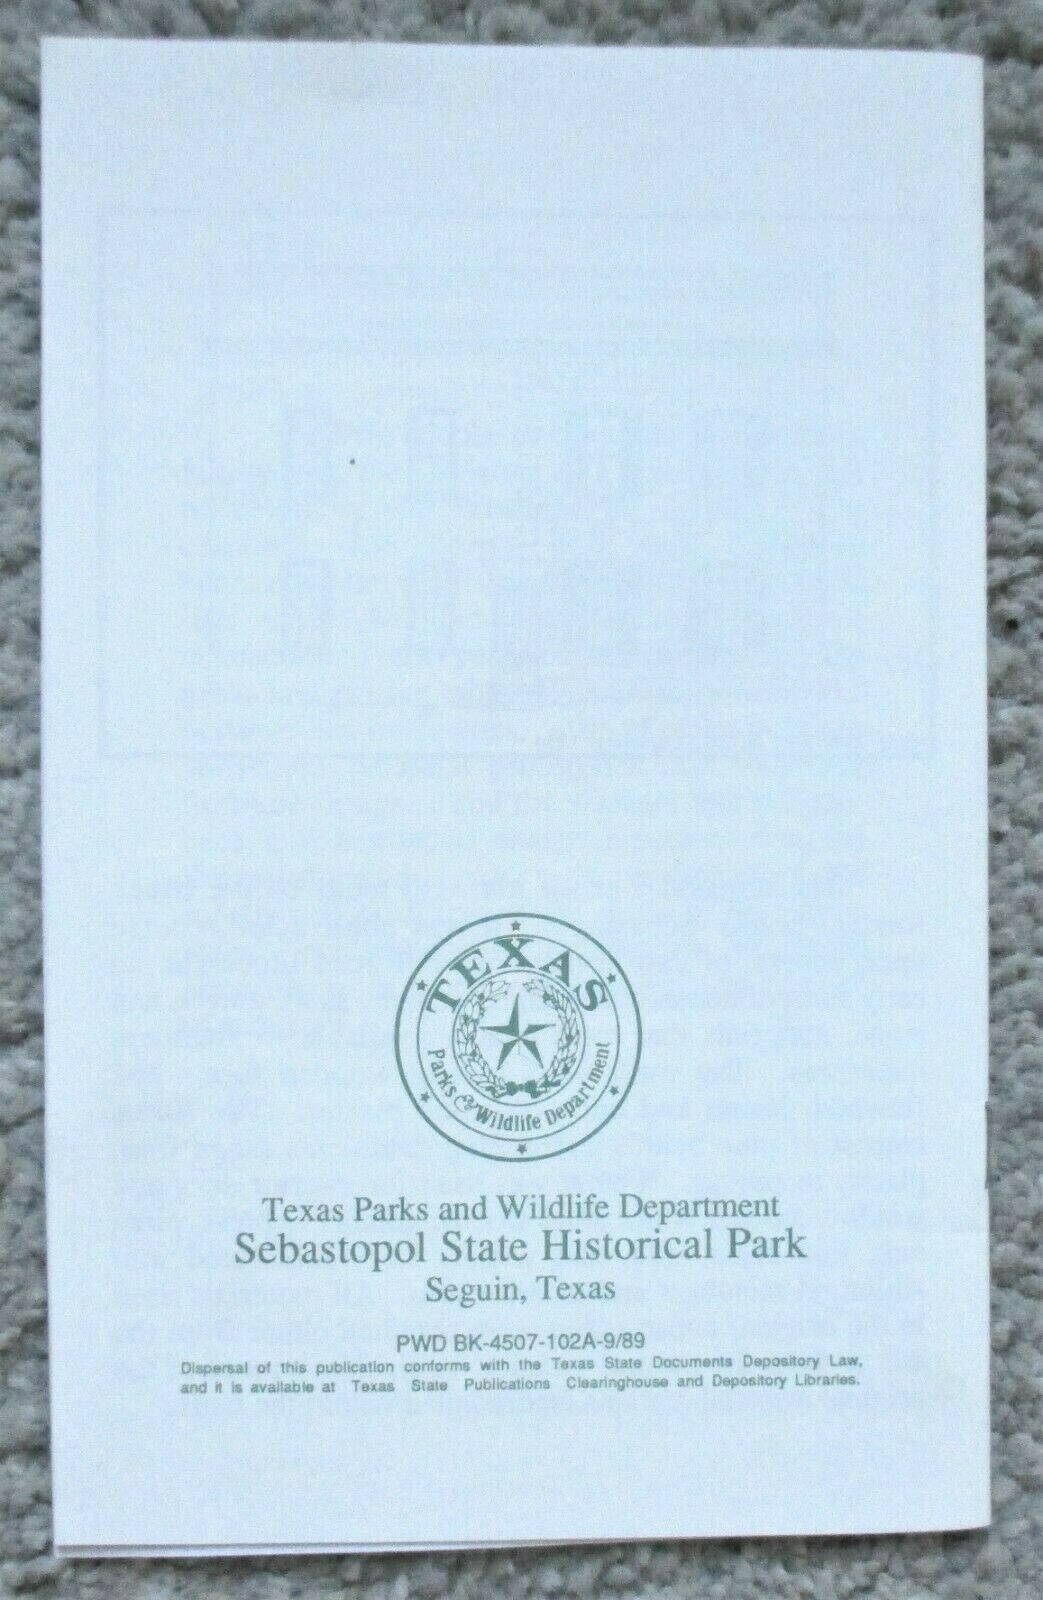 TEXAS
Parks & Wildlife Department
Texas Parks and Wildlife Department
Sebastopol State Historical Park
Seguin, Texas
PWD BK-4507-102A-9/89
Dispersal of this publication conforms with the Texas State Documents Depository Law,
and it is available at Texas State Publications Clearinghouse and Depository Libraries.